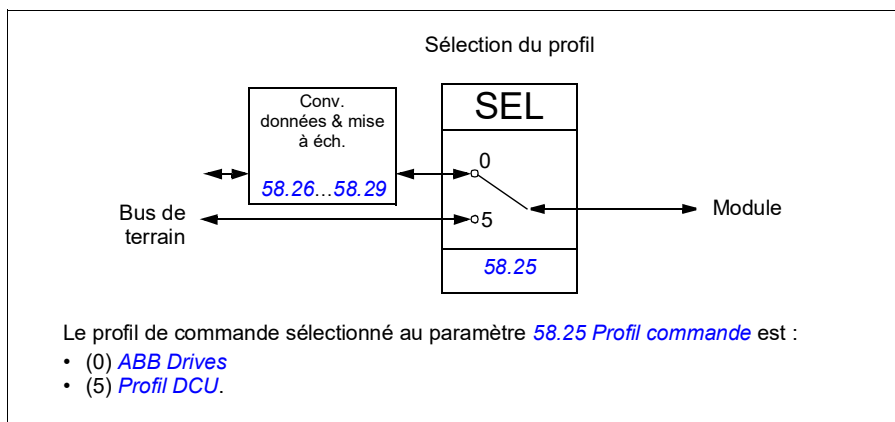 Sélection du profil
Conv.
données & mise
à éch.
58.26...58.29
SEL
0
5
58.25
Bus de
terrain
Module
Le profil de commande sélectionné au paramètre 58.25 Profil commande est :
• (0) ABB Drives
• (5) Profil DCU.